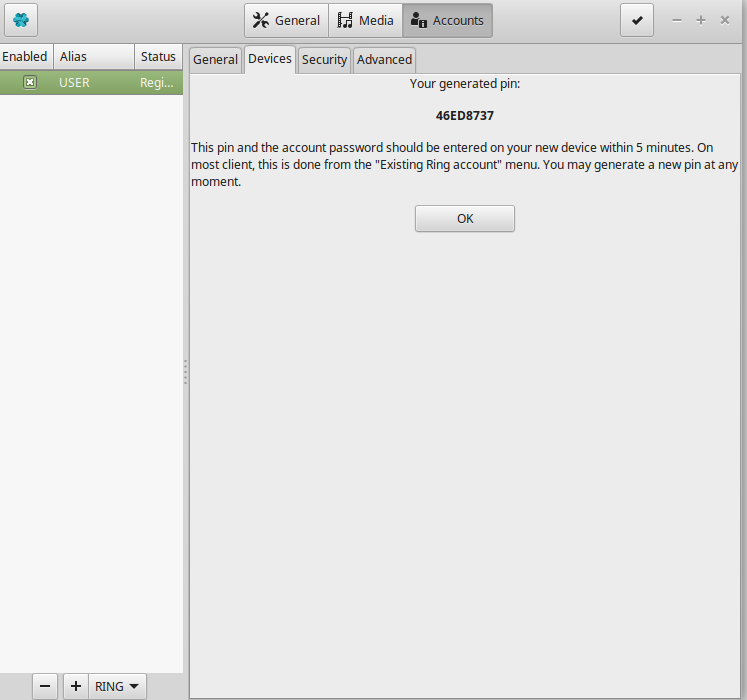 General Media Accounts
Enabled Alias Status
General Devices Security Advanced
USER Regi...
Your generated pin:
46ED8737
This pin and the account password should be entered on your new device within 5 minutes. On
most client, this is done from the "Existing Ring account" menu. You may generate a new pin at any
moment.
OK
RING